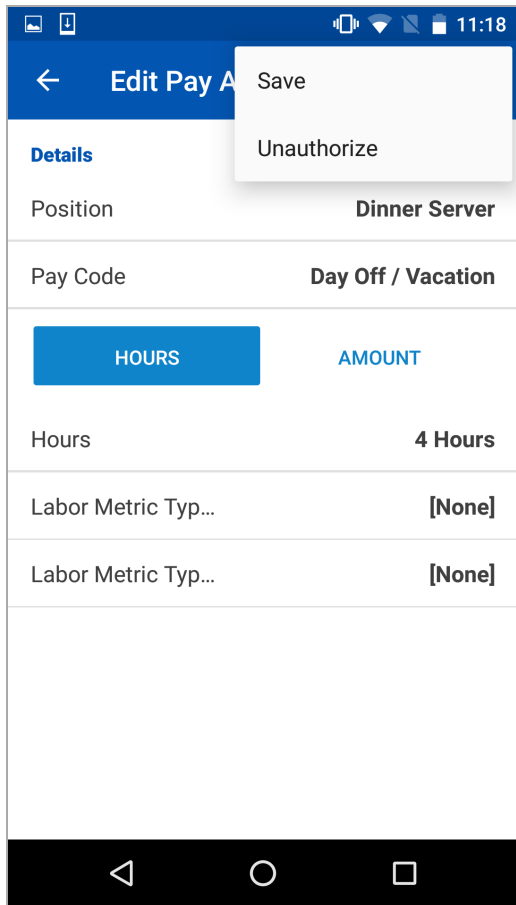 11:18
Edit Pay A
Save
Unauthorize
Details
Position Dinner Server
Pay Code Day Off / Vacation
HOURS AMOUNT
Hours 4 Hours
Labor Metric Typ... [None]
Labor Metric Typ... [None]